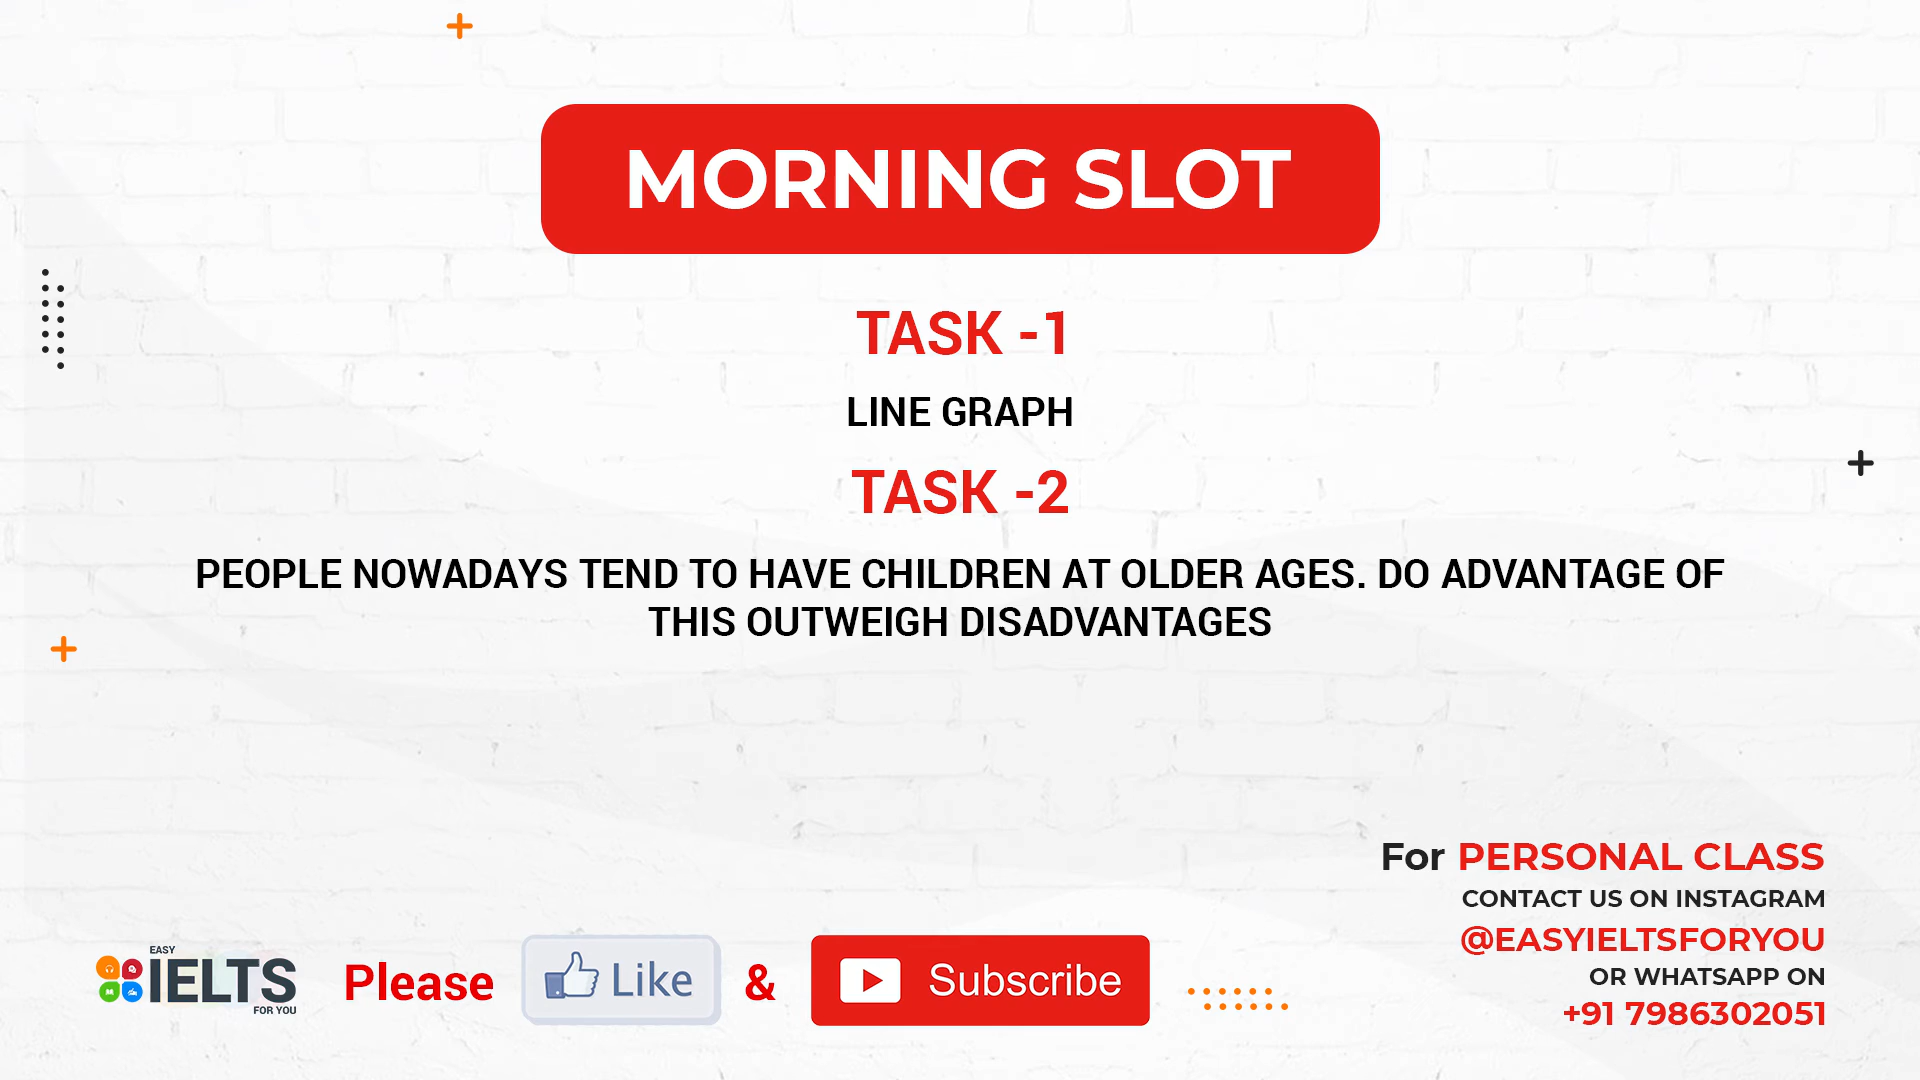 MORNING SLOT
TASK -1
LINE GRAPH
TASK -2
PEOPLE NOWADAYS TEND TO HAVE CHILDREN AT OLDER AGES. DO ADVANTAGE OF
THIS OUTWEIGH DISADVANTAGES
For PERSONAL CLASS
CONTACT US ON INSTAGRAM
@EASYIELTSFORYOU
OR WHATSAPP ON
+91 7986302051
EASY
IELTS
FOR YOU
Please Like & Subscribe